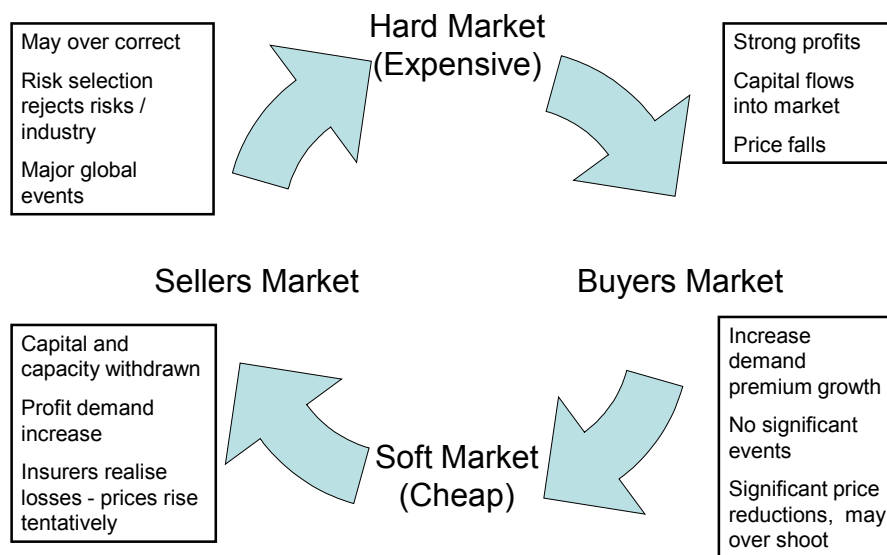 Hard Market
(Expensive)
May over correct
Risk selection
rejects risks /
industry
Major global
events
Strong profits
Capital flows
into market
Price falls
Sellers Market
Buyers Market
Capital and
capacity withdrawn
Profit demand
increase
Insurers realise
losses - prices rise
tentatively
Soft Market
(Cheap)
Increase
demand
premium growth
No significant
events
Significant price
reductions, may
over shoot